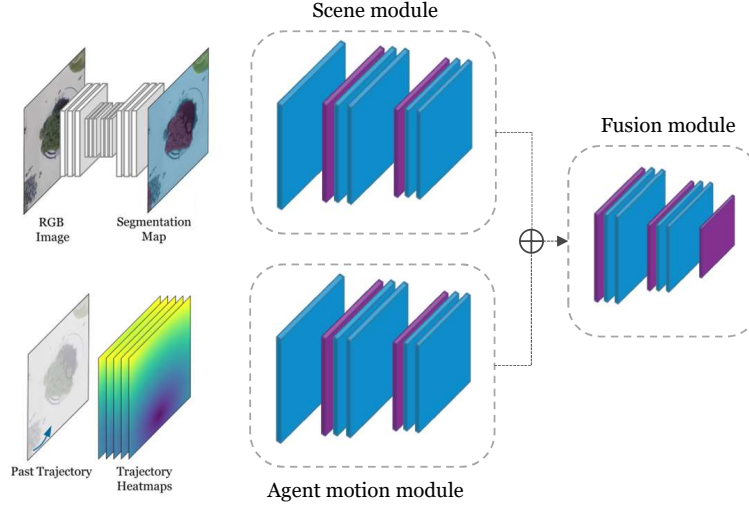 Scene module
Fusion module
RGB
Image
Segmentation
Map
Past Trajectory
Trajectory
Heatmaps
Agent motion module